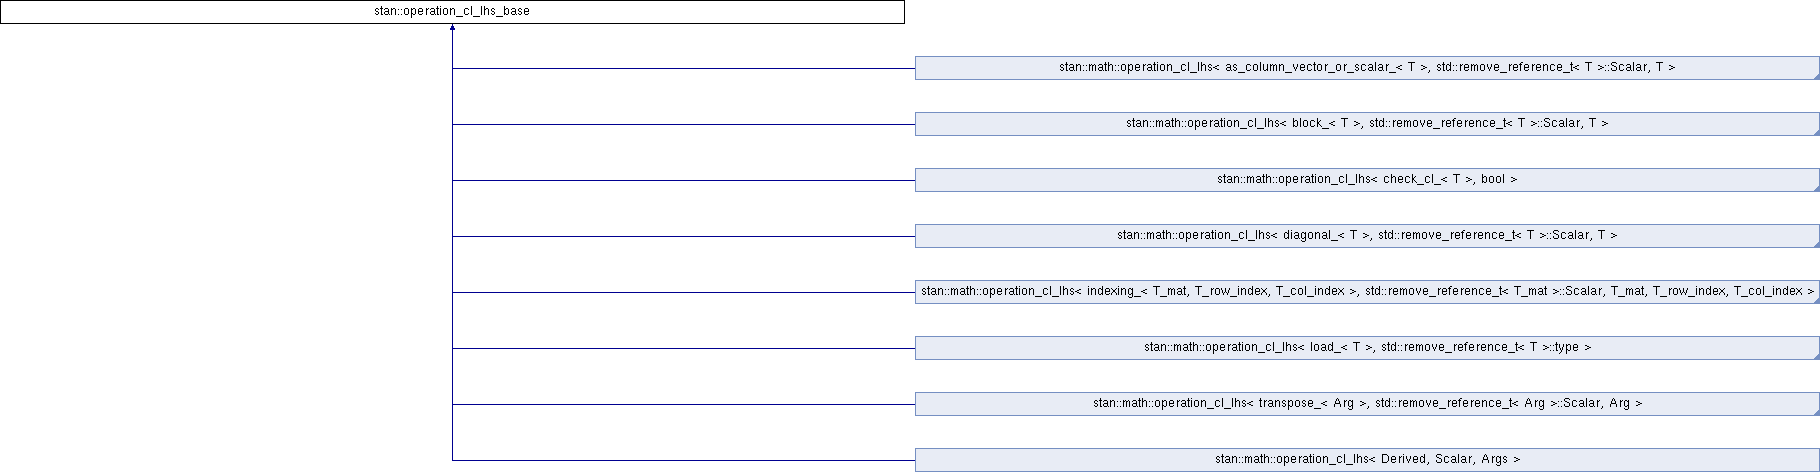 stan::operation_cl_lhs_base
stan::math::operation_cl_lhs< as_column_vector_or_scalar_< T >, std::remove_reference_t< T >::Scalar, T >
stan::math::operation_cl_lhs< block_< T >, std::remove_reference_t< T >::Scalar, T >
stan::math::operation_cl_lhs< check_cl_< T >, bool >
stan::math::operation_cl_lhs< diagonal_< T >, std::remove_reference_t< T >::Scalar, T >
stan::math::operation_cl_lhs< indexing_< T_mat, T_row_index, T_col_index >, std::remove_reference_t< T_mat >::Scalar, T_mat, T_row_index, T_col_index >
stan::math::operation_cl_lhs< load_< T >, std::remove_reference_t< T >::type >
stan::math::operation_cl_lhs< transpose_< Arg >, std::remove_reference_t< Arg >::Scalar, Arg >
stan::math::operation_cl_lhs< Derived, Scalar, Args >